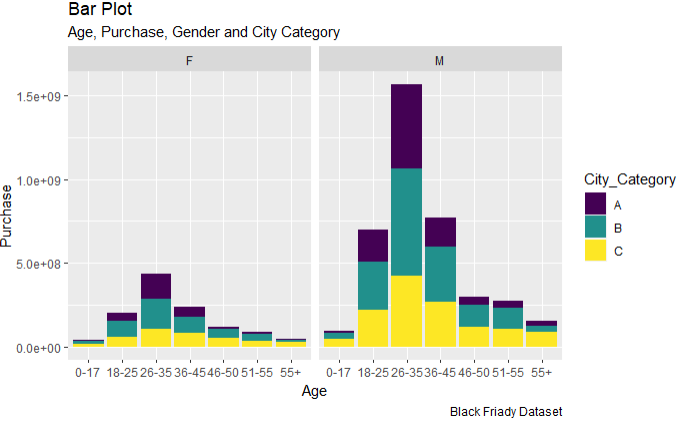 Bar Plot
Age, Purchase, Gender and City Category
F
M
1.5e+09
1.0e+09
5.0e+08
0.0e+00
Purchase
0-17 18-25 26-35 36-45 46-50 51-55 55+
0-17 18-25 26-35 36-45 46-50 51-55 55+
Age
City_Category
A
B
C
Black Friady Dataset